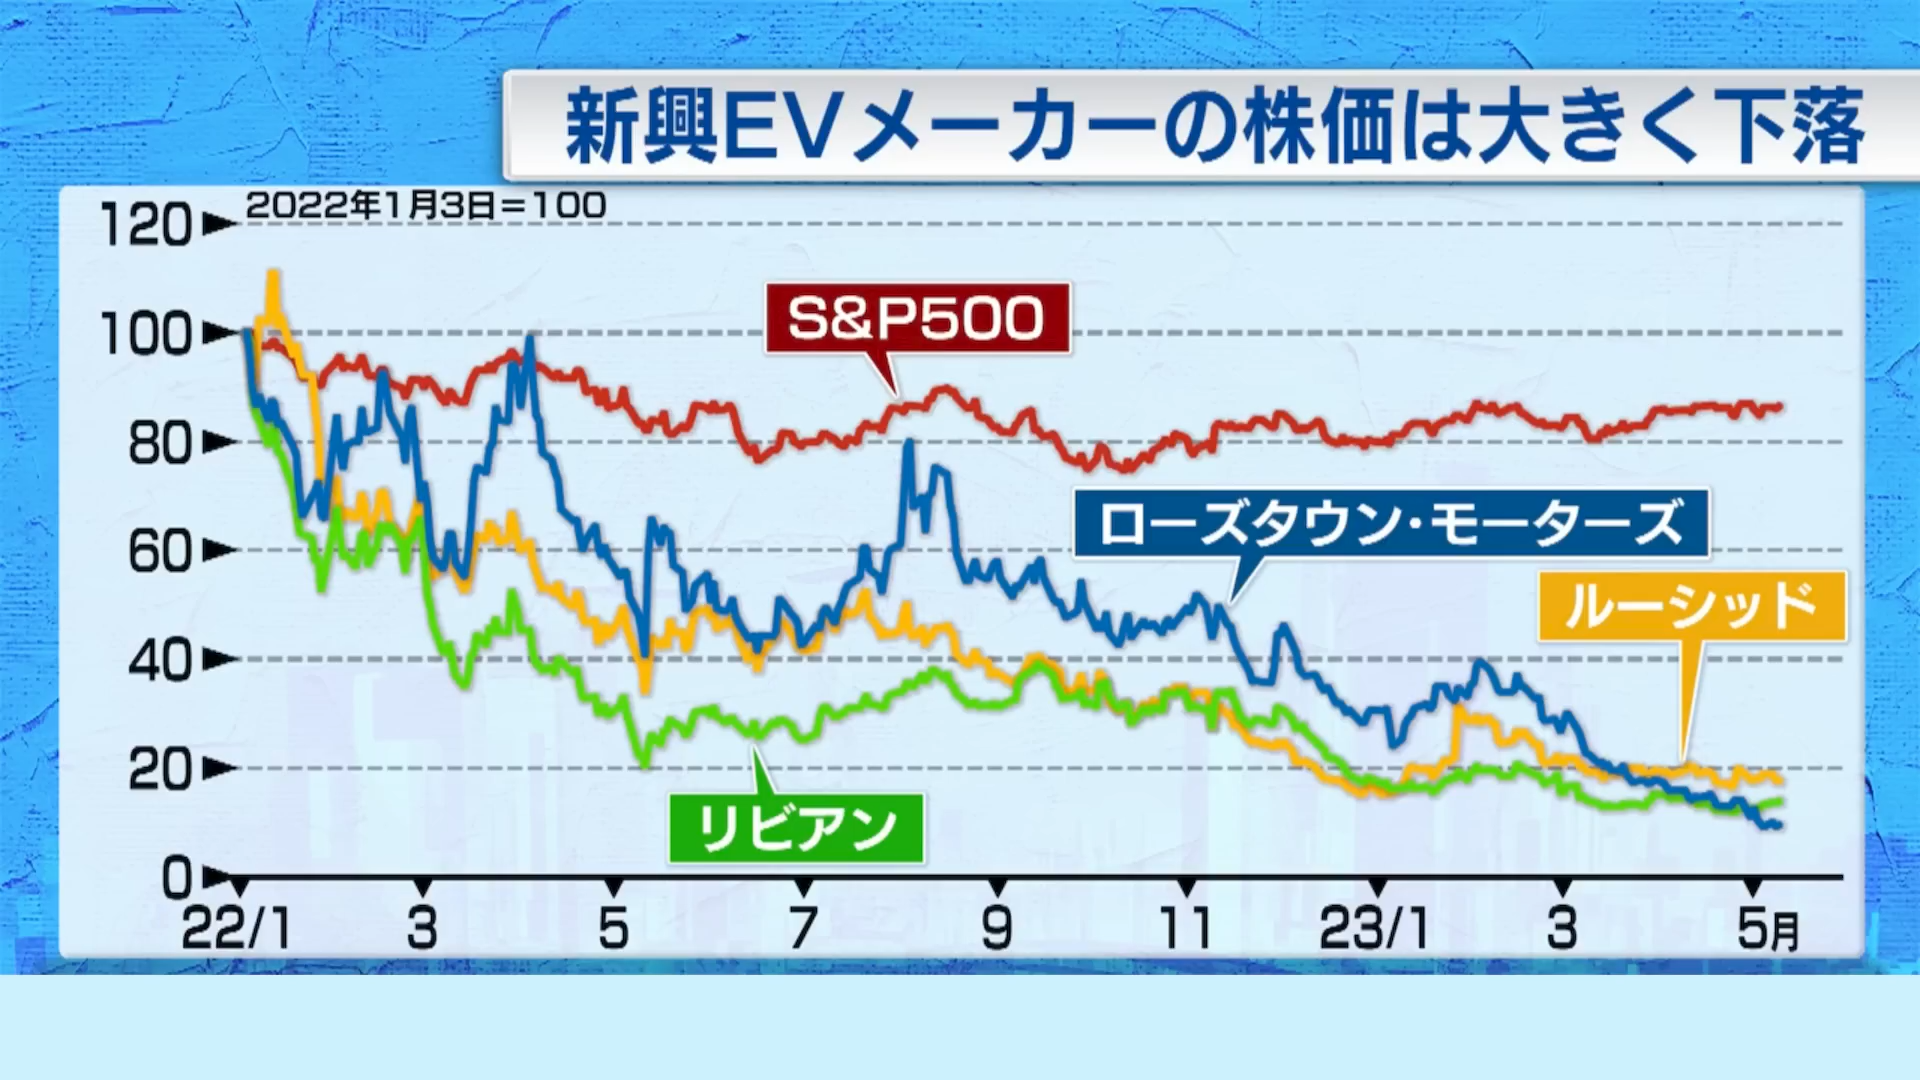 新興EVメーカーの株価は大きく下落
2022年1月3日=100
120
100
80
60
40
20
0
S&P500
ローズタウン・モーターズ
ルーシッド
リビアン
22/1 3 5 7 9 11 23/1 3 5月